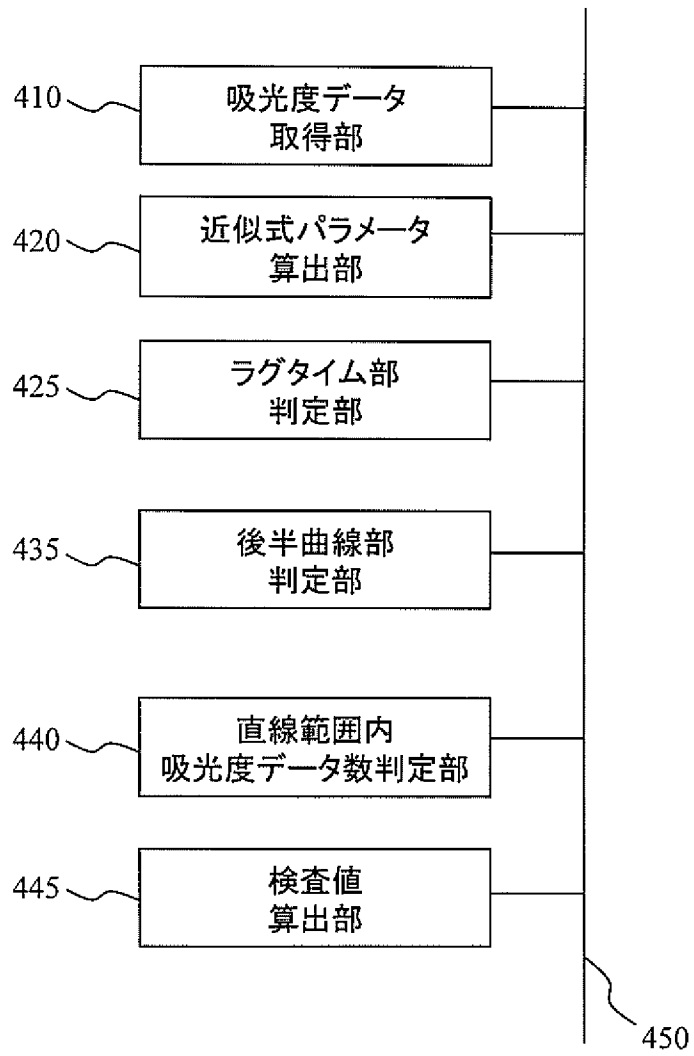 410
吸光度データ
取得部
420
近似式パラメータ
算出部
425
ラグタイム部
判定部
435
後半曲線部
判定部
440
直線範囲内
吸光度データ数判定部
445
検査値
算出部
450